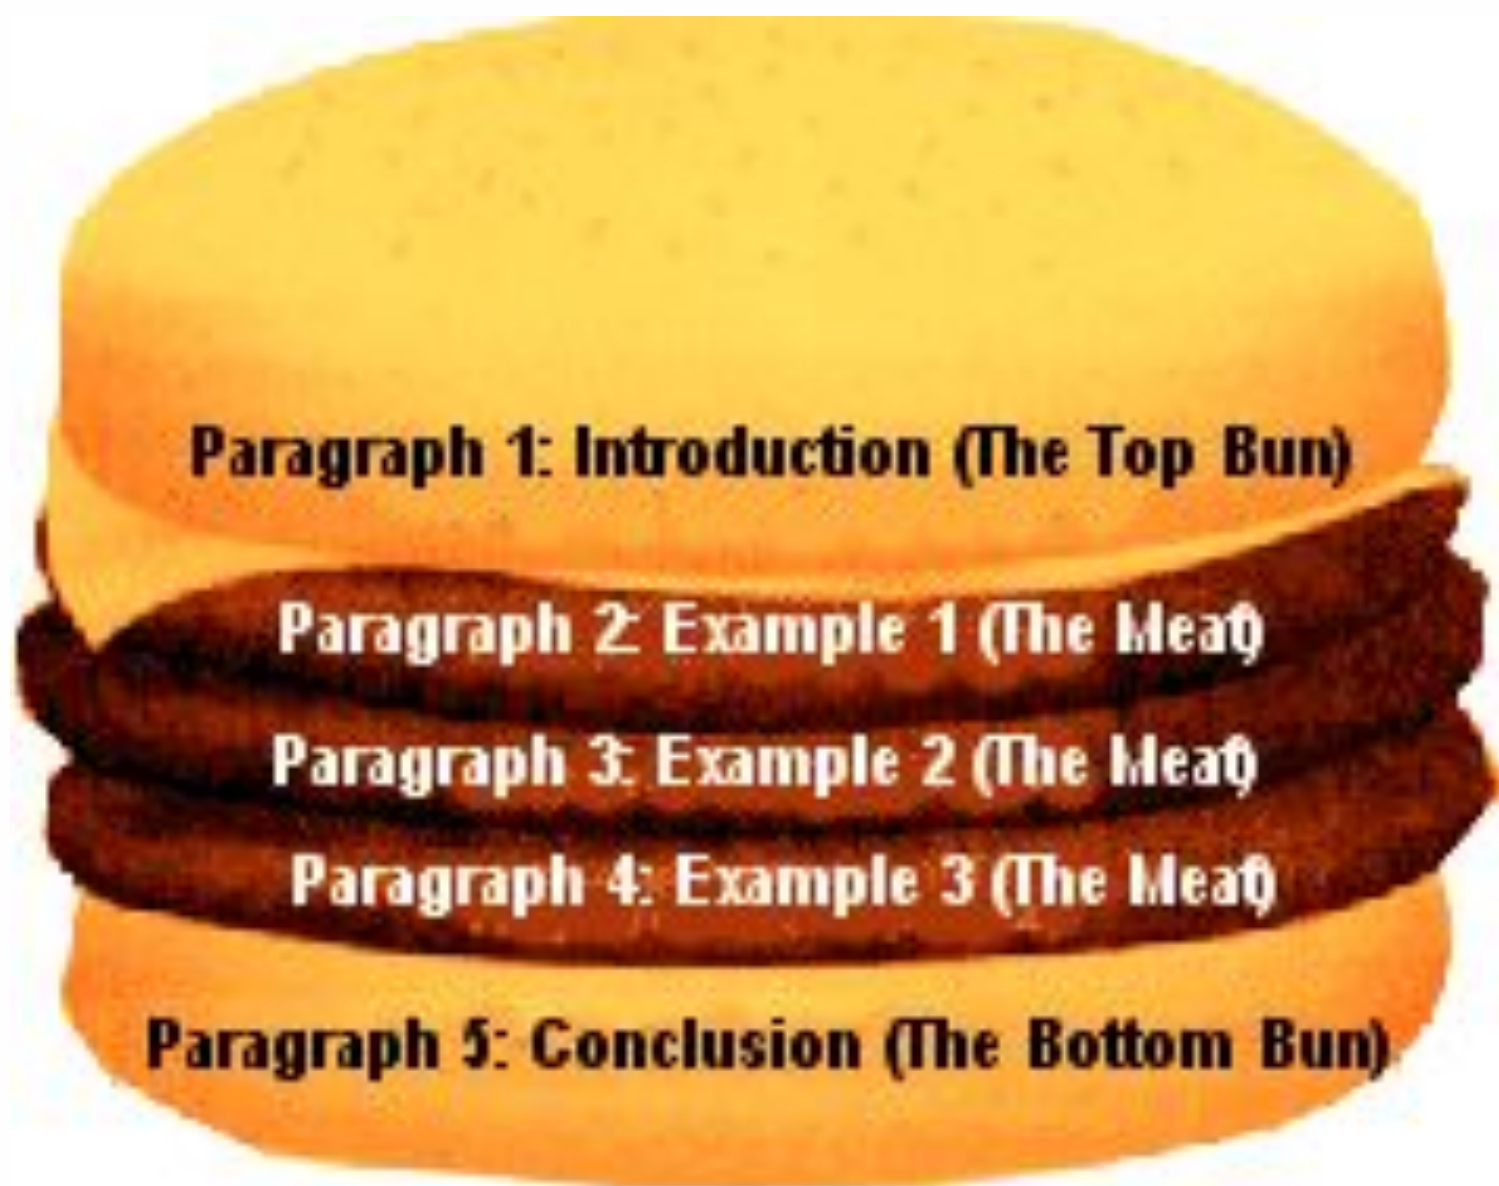 Paragraph 1: Introduction (The Top Bun)
Paragraph 2: Example 1 (The Meat)
Paragraph 3: Example 2 (The Meat)
Paragraph 4: Example 3 (The Meat)
Paragraph 5: Conclusion (The Bottom Bun)